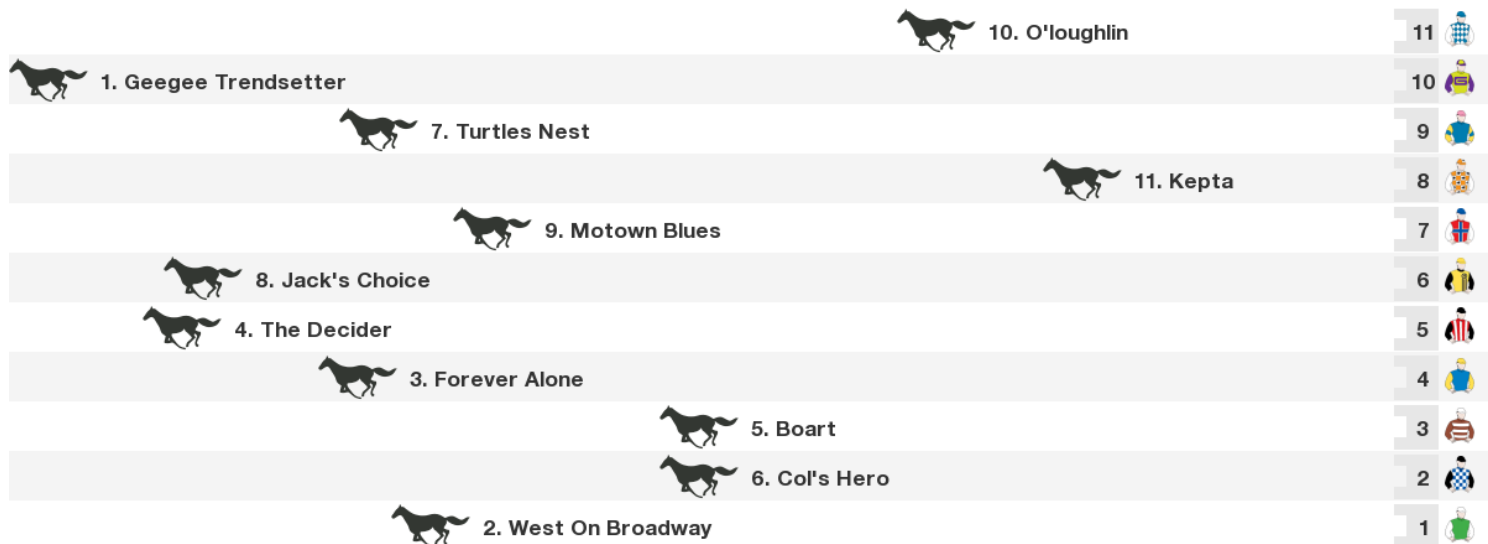 10. O'loughlin 11
1. Geegee Trendsetter 10
7. Turtles Nest 9
11. Kepta 8
9. Motown Blues 7
8. Jack's Choice 6
4. The Decider 5
3. Forever Alone 4
5. Boart 3
6. Col's Hero 2
2. West On Broadway 1